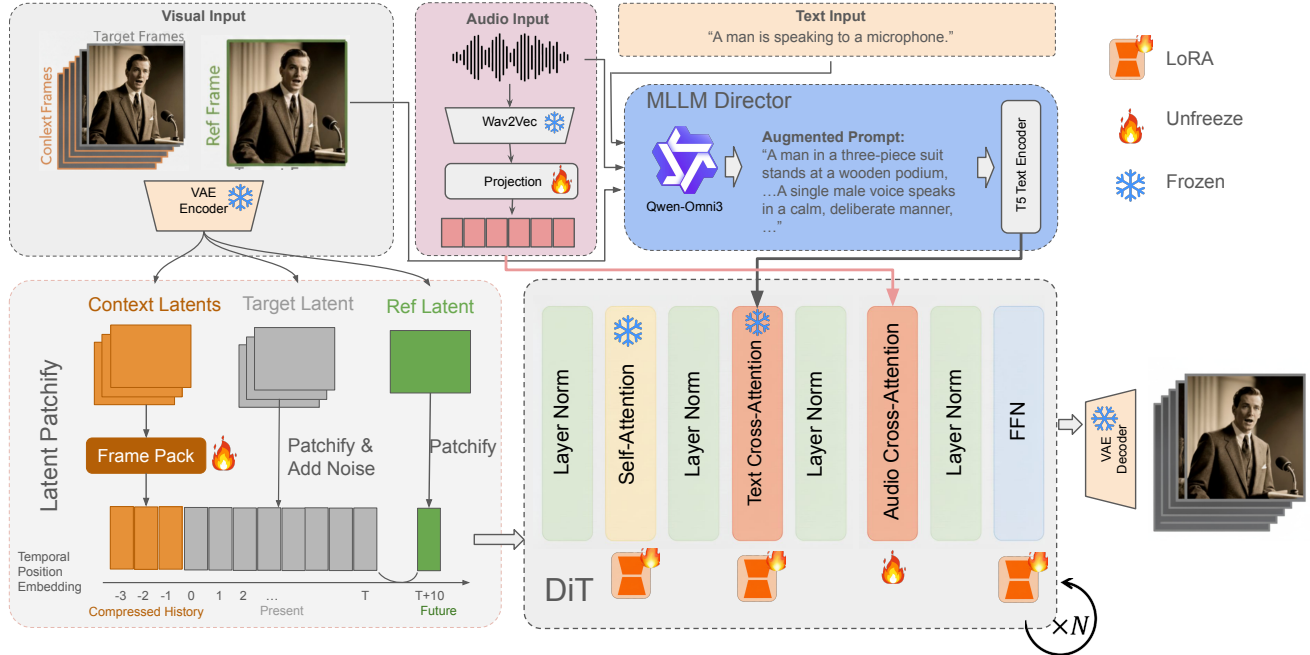 Visual Input
Target Frames
Conlext Frames
Ref Frame
VAE
Encoder
Audio Input
Wav2Vec
Projection
Text Input
“A man is speaking to a microphone.”
MLLM Director
Qwen-Omni3
Augmented Prompt:
“A man in a three-piece suit
stands at a wooden podium,
…A single male voice speaks
in a calm, deliberate manner,
…”
T5 Text Encoder
LoRA
Unfreeze
Frozen
Latent Patchify
Context Latents
Target Latent
Ref Latent
Frame Pack
Patchify &
Add Noise
Patchify
Temporal
Position
Embedding
-3 -2 -1 0 1 2 … T T+10
Compressed History
Present
Future
Layer Norm
Self-Attention
Layer Norm
Text Cross-Attention
Layer Norm
Audio Cross-Attention
Layer Norm
FFN
DiT
×N
VAE
Decoder